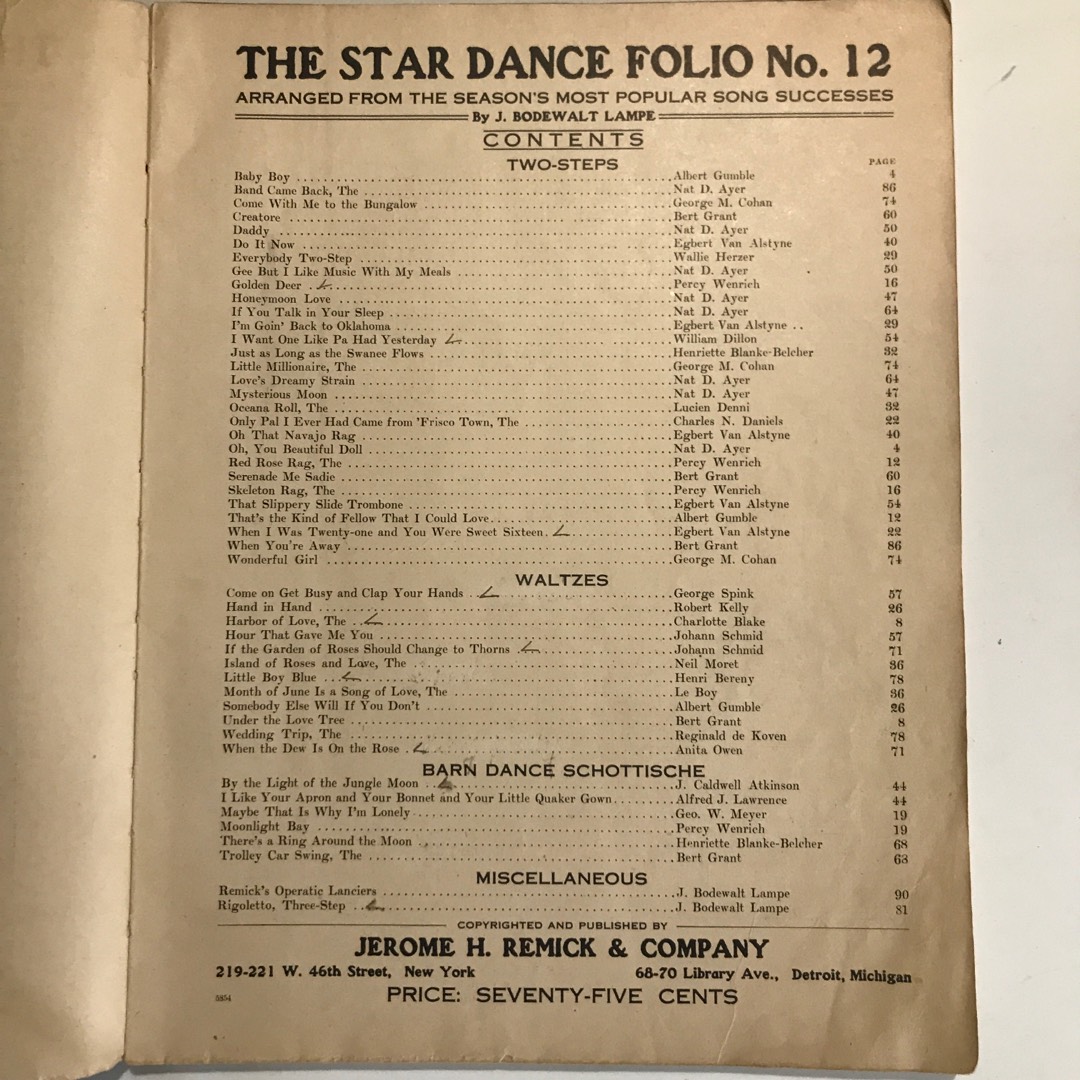 THE STAR DANCE FOLIO No. 12
ARRANGED FROM THE SEASON'S MOST POPULAR SONG SUCCESSES
By J. BODEWALT LAMPE
CONTENTS
TWO-STEPS PAGE
Baby Boy Albert Gumble 4
Band Came Back, The Nat D. Ayer 86
Come With Me to the Bungalow George M. Cohan 74
Creatore Bert Grant 60
Daddy Nat D. Ayer 50
Do It Now Egbert Van Alstyne 40
Everybody Two-Step Wallie Herzer 29
Gee But I Like Music With My Meals Nat D. Ayer 50
Golden Deer Percy Wenrich 16
Honeymoon Love Nat D. Ayer 47
If You Talk in Your Sleep Nat D. Ayer 64
I'm Goin' Back to Oklahoma Egbert Van Alstyne .. 29
I Want One Like Pa Had Yesterday William Dillon 54
Just as Long as the Swanee Flows Henriette Blanke-Belcher 32
Little Millionaire, The George M. Cohan 74
Love's Dreamy Strain Nat D. Ayer 64
Mysterious Moon Nat D. Ayer 47
Oceana Roll, The Lucien Denni 32
Only Pal I Ever Had Came from 'Frisco Town, The Charles N. Daniels 22
Oh That Navajo Rag Egbert Van Alstyne 40
Oh, You Beautiful Doll Nat D. Ayer 4
Red Rose Rag, The Percy Wenrich 12
Serenade Me Sadie Bert Grant 60
Skeleton Rag, The Percy Wenrich 16
That Slippery Slide Trombone Egbert Van Alstyne 54
That's the Kind of Fellow That I Could Love Albert Gumble 12
When I Was Twenty-one and You Were Sweet Sixteen Egbert Van Alstyne 22
When You're Away Bert Grant 86
Wonderful Girl George M. Cohan 74
WALTZES
Come on Get Busy and Clap Your Hands George Spink 57
Hand in Hand Robert Kelly 26
Harbor of Love, The Charlotte Blake 8
Hour That Gave Me You Johann Schmid 57
If the Garden of Roses Should Change to Thorns Johann Schmid 71
Island of Roses and Love, The Neil Moret 36
Little Boy Blue Henri Bereny 78
Month of June Is a Song of Love, The Le Boy 36
Somebody Else Will If You Don't Albert Gumble 26
Under the Love Tree Bert Grant 8
Wedding Trip, The Reginald de Koven 78
When the Dew Is On the Rose Anita Owen 71
BARN DANCE SCHOTTISCHE
By the Light of the Jungle Moon J. Caldwell Atkinson 44
I Like Your Apron and Your Bonnet and Your Little Quaker Gown Alfred J. Lawrence 44
Maybe That Is Why I'm Lonely Geo. W. Meyer 19
Moonlight Bay Percy Wenrich 19
There's a Ring Around the Moon Henriette Blanke-Belcher 68
Trolley Car Swing, The Bert Grant 63
MISCELLANEOUS
Remick's Operatic Lanciers J. Bodewalt Lampe 90
Rigoletto, Three-Step J. Bodewalt Lampe 81
COPYRIGHTED AND PUBLISHED BY
JEROME H. REMICK & COMPANY
219-221 W. 46th Street, New York 68-70 Library Ave., Detroit, Michigan
5854 PRICE: SEVENTY-FIVE CENTS